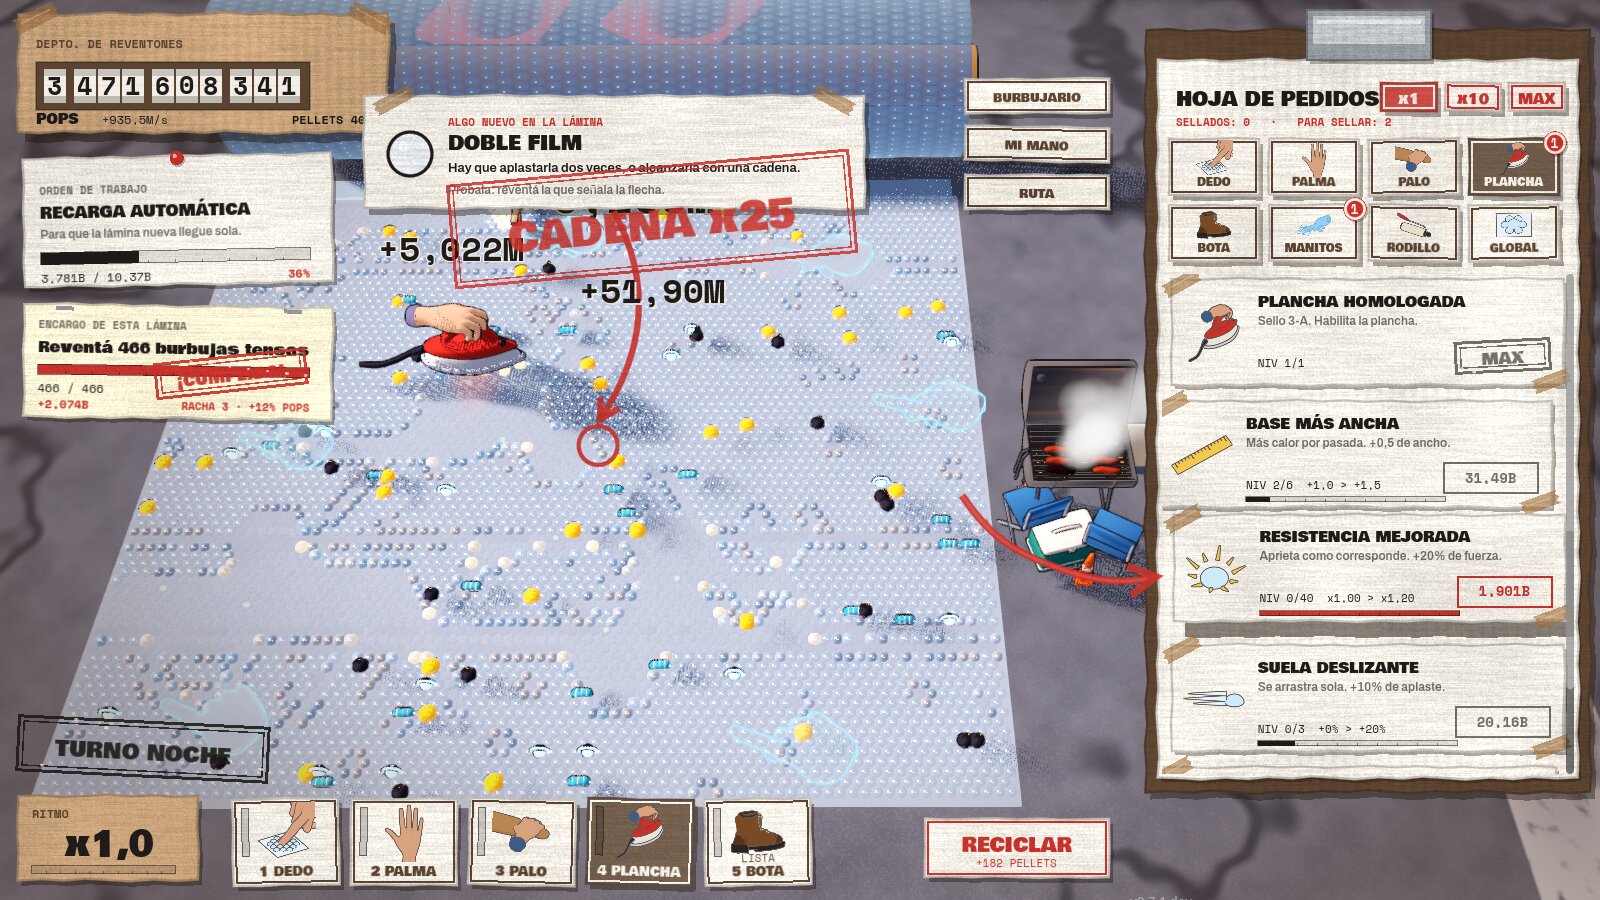 DEPTO. DE REVENTONES
3 471 608 341
POPS +935.5M/s PELLETS 40
ORDEN DE TRABAJO
RECARGA AUTOMÁTICA
Para que la lámina nueva llegue sola.
3.781B / 10.37B 36%
ENCARGO DE ESTA LÁMINA
Reventá 466 burbujas tensas
466 / 466
+2.074B RACHA 3 · +12% POPS
ALGO NUEVO EN LA LÁMINA
DOBLE FILM
Hay que aplastarla dos veces, o alcanzarla con una cadena.
Probala: reventá la que señala la flecha.
CADENA x25
+5,022M
+51,90M
BURBUJARIO
MI MANO
RUTA
HOJA DE PEDIDOS x1 x10 MAX
SELLADOS: 0 · PARA SELLAR: 2
DEDO
PALMA
PALO
PLANCHA
1
BOTA
MANITOS
1
RODILLO
GLOBAL
PLANCHA HOMOLOGADA
Sello 3-A. Habilita la plancha.
NIV 1/1
MAX
BASE MÁS ANCHA
Más calor por pasada. +0,5 de ancho.
NIV 2/6 +1.0 > +1.5
31,49B
RESISTENCIA MEJORADA
Aprieta como corresponde. +20% de fuerza.
NIV 0/40 x1.00 > x1.20
1,901B
SUELA DESLIZANTE
Se arrastra sola. +10% de aplaste.
NIV 0/3 +0% > +20%
20,16B
TURNO NOCHE
RITMO
x1,0
1 DEDO
2 PALMA
3 PALO
4 PLANCHA
LISTA
5 BOTA
RECICLAR
+182 PELLETS